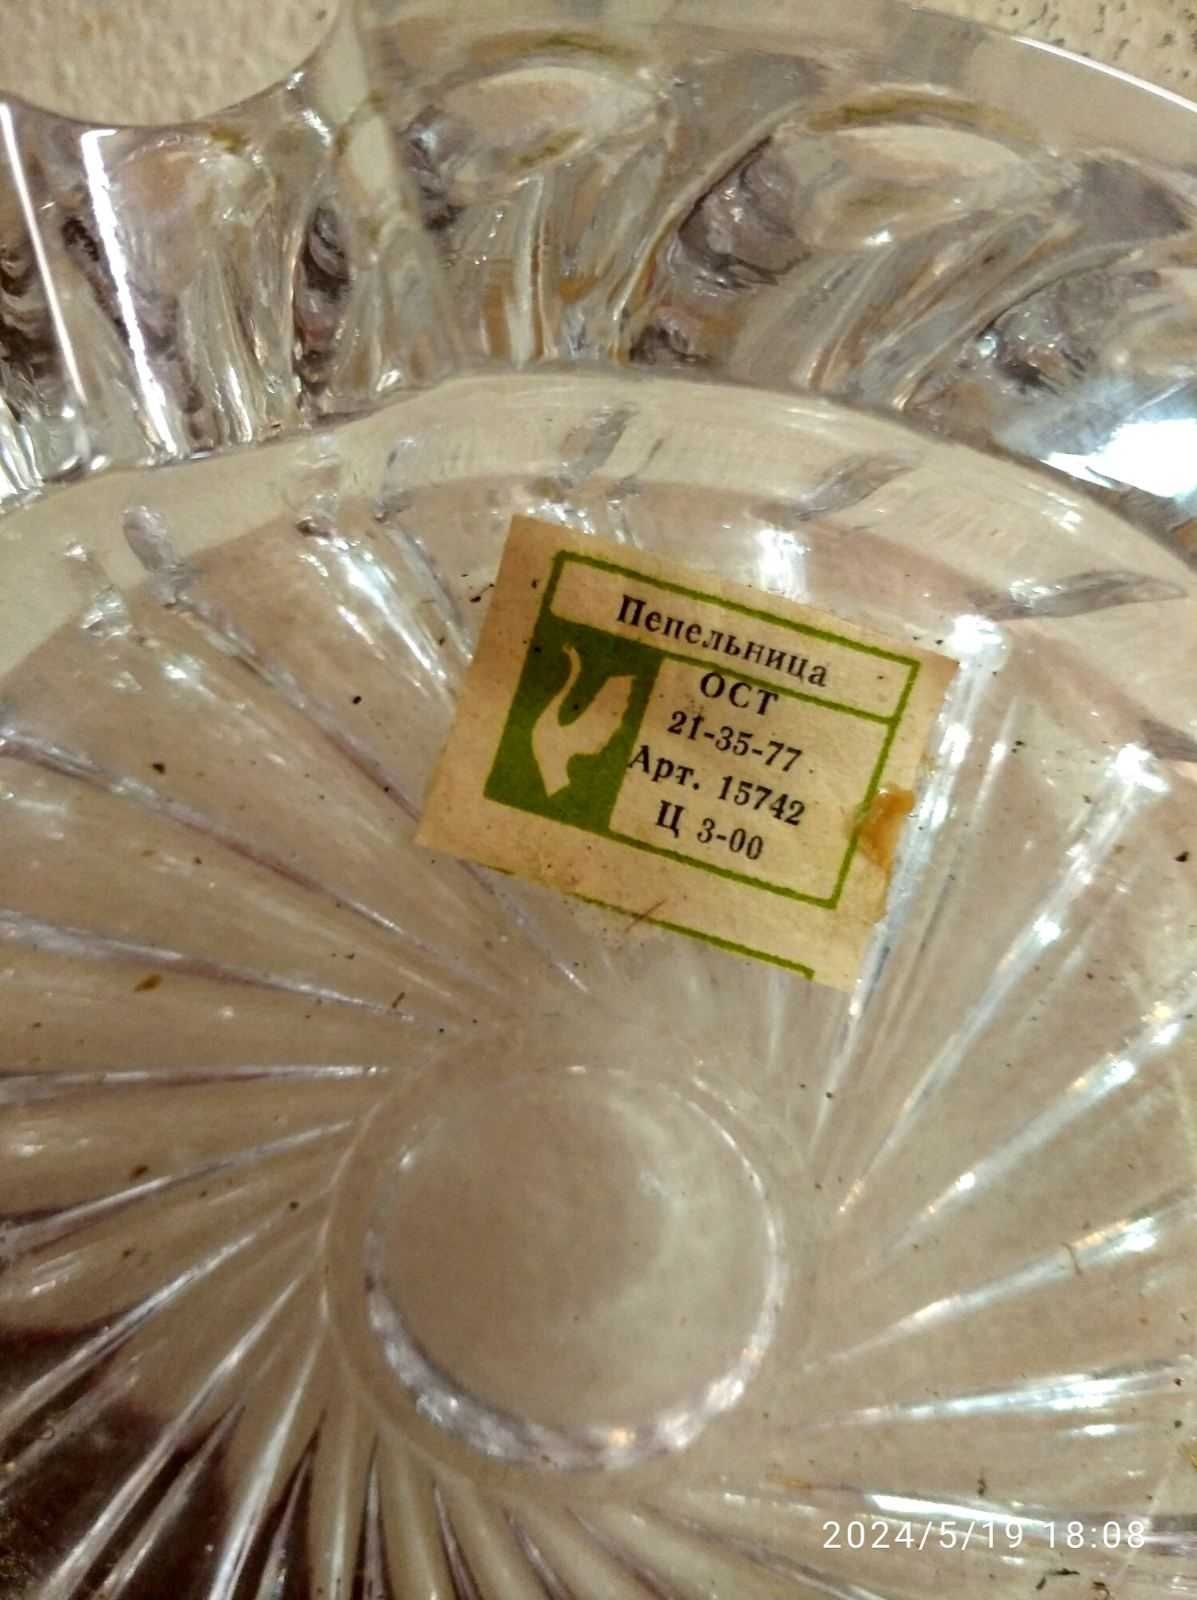 Пепельница
ОСТ
21-35-77
Арт. 15742
Ц 3-00
2024/5/19 18:08